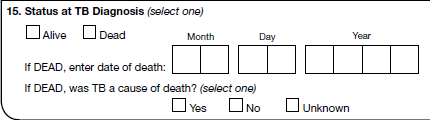 15. Status at TB Diagnosis (select one)
Alive Dead Month Day Year
If DEAD, enter date of death:
If DEAD, was TB a cause of death? (select one)
Yes No Unknown